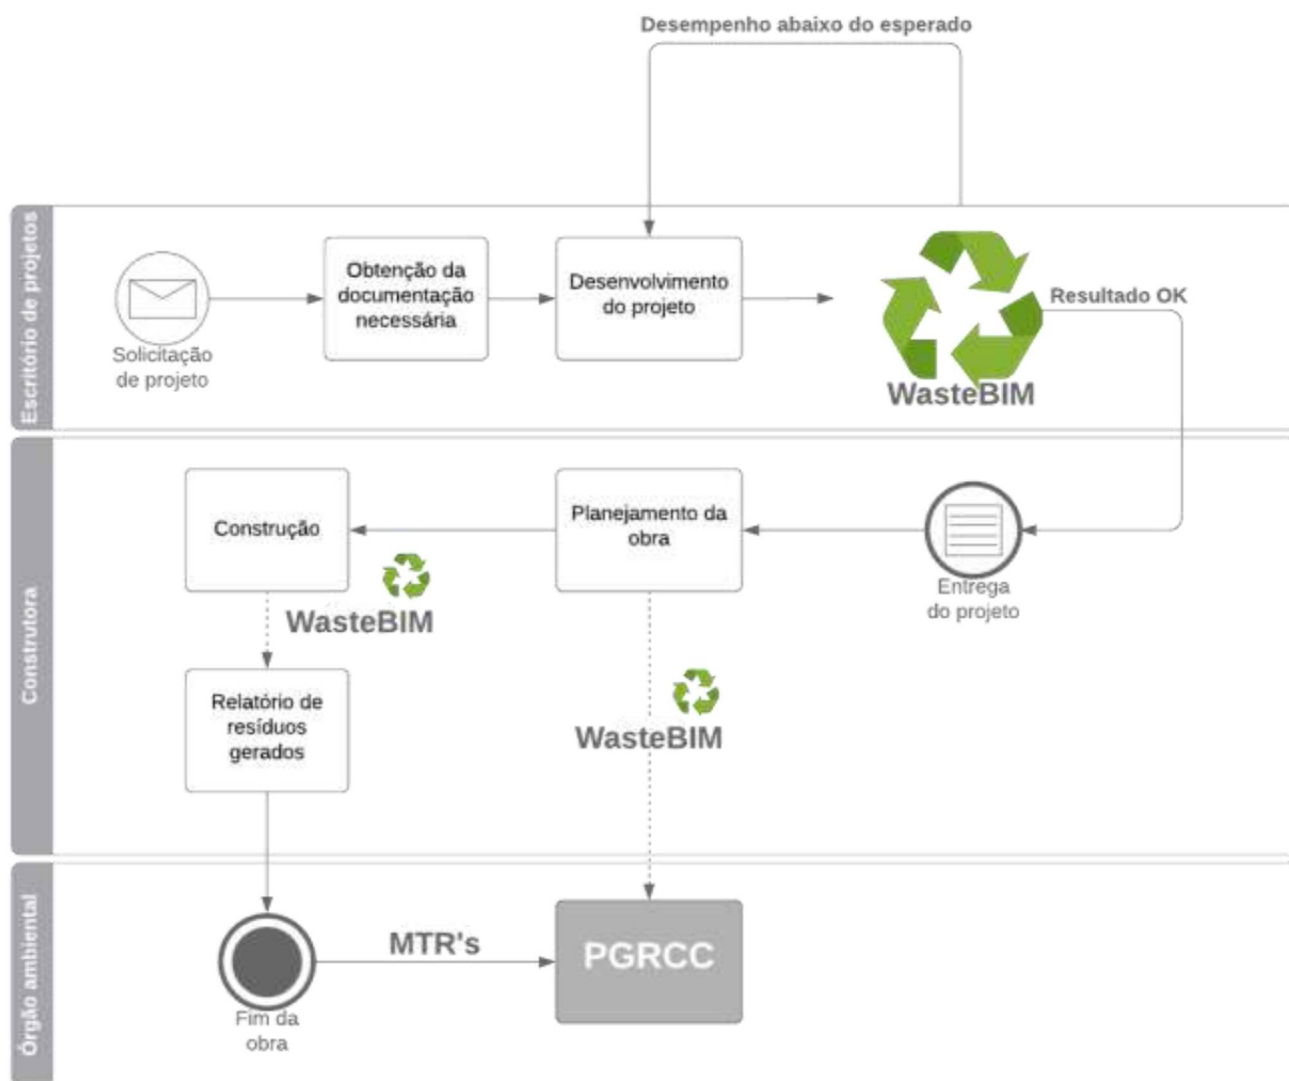 Desempenho abaixo do esperado
Escritório de projetos
Solicitação
de projeto
Obtenção da
documentação
necessária
Desenvolvimento
do projeto
WasteBIM
Resultado OK
Construtora
Construção
WasteBIM
Planejamento da
obra
Entrega
do projeto
Relatório de
resíduos
gerados
WasteBIM
Órgão ambiental
Fim da
obra
MTR's
PGRCC